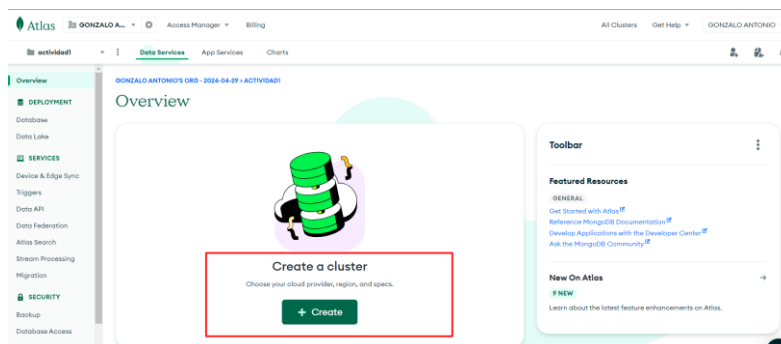 Atlas
GONZALO A...
Access Manager
Billing
All Clusters
Get Help
GONZALO ANTONIO
actividad1
Data Services
App Services
Charts
Overview
DEPLOYMENT
Database
Data Lake
SERVICES
Device & Edge Sync
Triggers
Data API
Data Federation
Atlas Search
Stream Processing
Migration
SECURITY
Backup
Database Access
GONZALO ANTONIO'S ORG - 2024-04-29 > ACTIVIDAD1
Overview
Create a cluster
Choose your cloud provider, region, and specs.
+ Create
Toolbar
Featured Resources
GENERAL
Get Started with Atlas
Reference MongoDB Documentation
Develop Applications with the Developer Center
Ask the MongoDB Community
New On Atlas
9 NEW
Learn about the latest feature enhancements on Atlas.